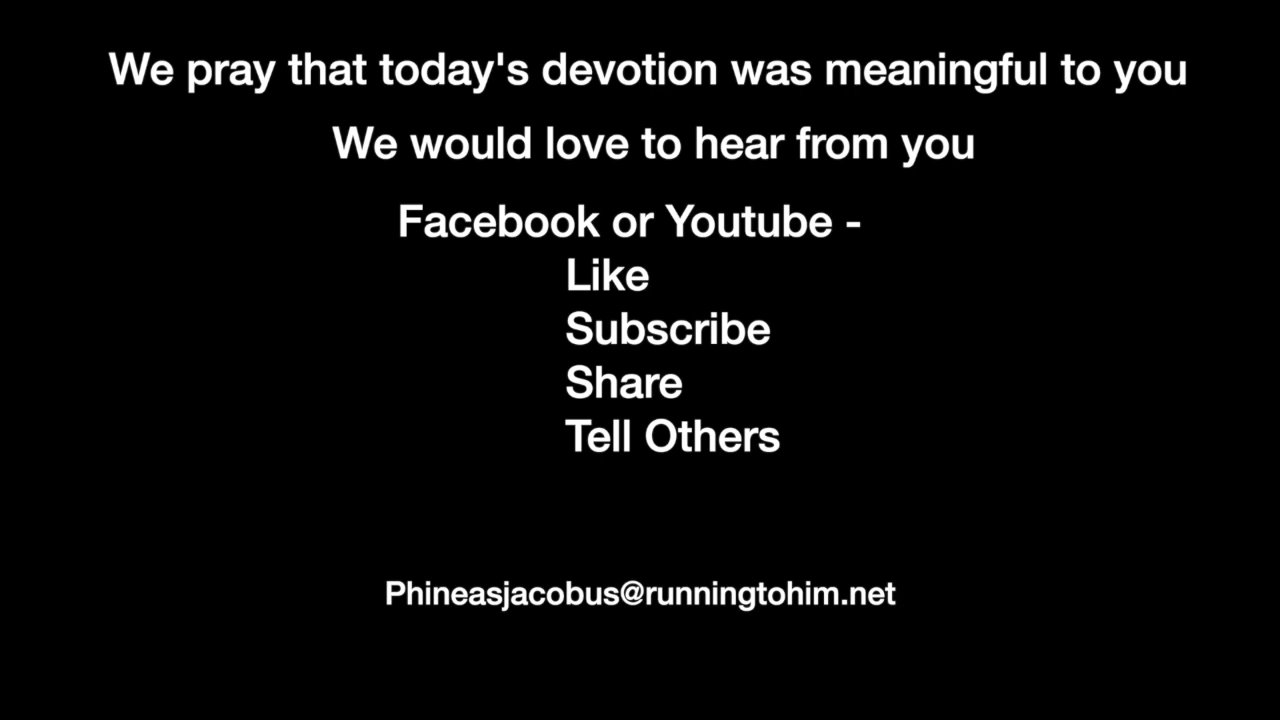 We pray that today's devotion was meaningful to you
We would love to hear from you
Facebook or Youtube -
Like
Subscribe
Share
Tell Others
Phineasjacobus@runningtohim.net